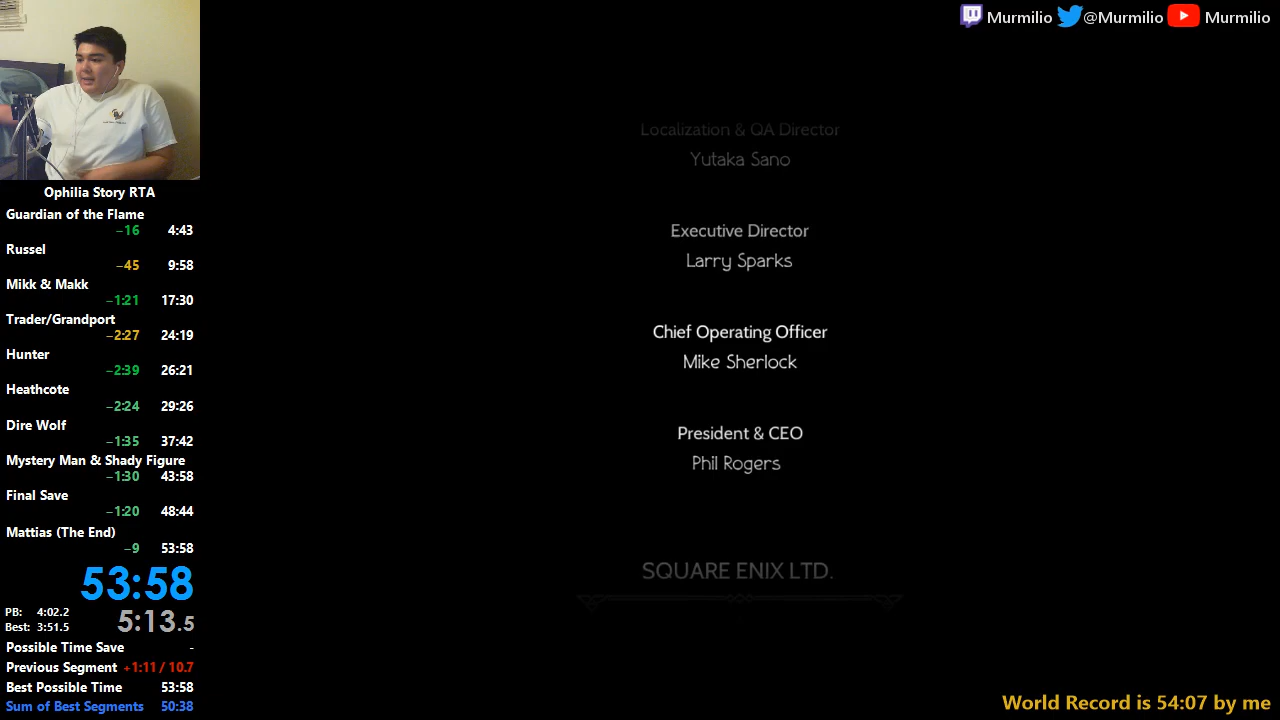 Murmilio @Murmilio Murmilio
Ophilia Story RTA
Guardian of the Flame
−16 4:43
Russel
−45 9:58
Mikk & Makk
−1:21 17:30
Trader/Grandport
−2:27 24:19
Hunter
−2:39 26:21
Heathcote
−2:24 29:26
Dire Wolf
−1:35 37:42
Mystery Man & Shady Figure
−1:30 43:58
Final Save
−1:20 48:44
Mattias (The End)
−9 53:58
53:58
PB: 4:02.2
Best: 3:51.5
5:13.5
Possible Time Save -
Previous Segment +1:11 / 10.7
Best Possible Time 53:58
Sum of Best Segments 50:38
Localization & QA Director
Yutaka Sano
Executive Director
Larry Sparks
Chief Operating Officer
Mike Sherlock
President & CEO
Phil Rogers
SQUARE ENIX LTD.
World Record is 54:07 by me